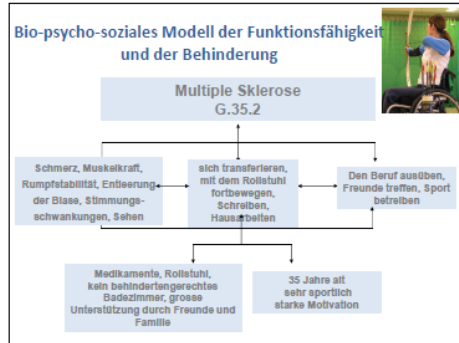 Bio-psycho-soziales Modell der Funktionsfähigkeit
und der Behinderung
Multiple Sklerose
G.35.2
Schmerz, Muskelkraft,
Rumpfstabilität, Entleerung
der Blase, Stimmungs-
schwankungen, Sehen
sich transferieren,
mit dem Rollstuhl
fortbewegen,
Schreiben,
Hausarbeiten
Den Beruf ausüben,
Freunde treffen, Sport
betreiben
Medikamente, Rollstuhl,
kein behindertengerechtes
Badezimmer, grosse
Unterstützung durch Freunde und
Familie
35 Jahre alt
sehr sportlich
starke Motivation